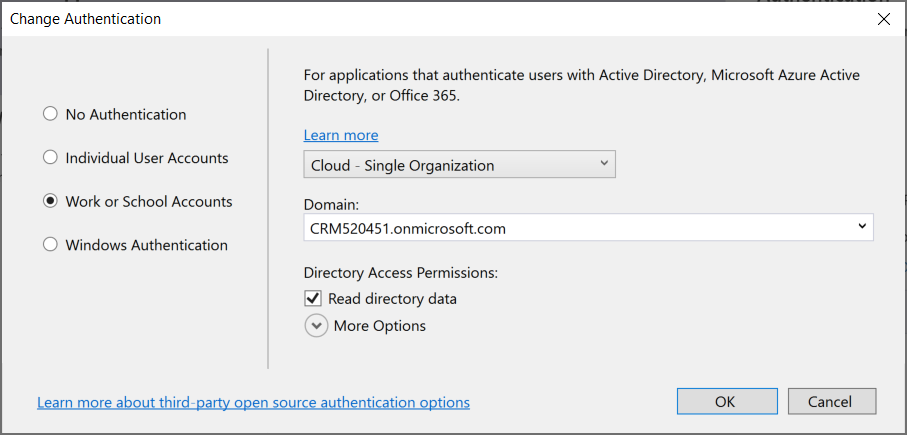 Change Authentication
No Authentication
Individual User Accounts
Work or School Accounts
Windows Authentication
For applications that authenticate users with Active Directory, Microsoft Azure Active
Directory, or Office 365.
Learn more
Cloud - Single Organization
Domain:
CRM520451.onmicrosoft.com
Directory Access Permissions:
Read directory data
More Options
Learn more about third-party open source authentication options
OK
Cancel